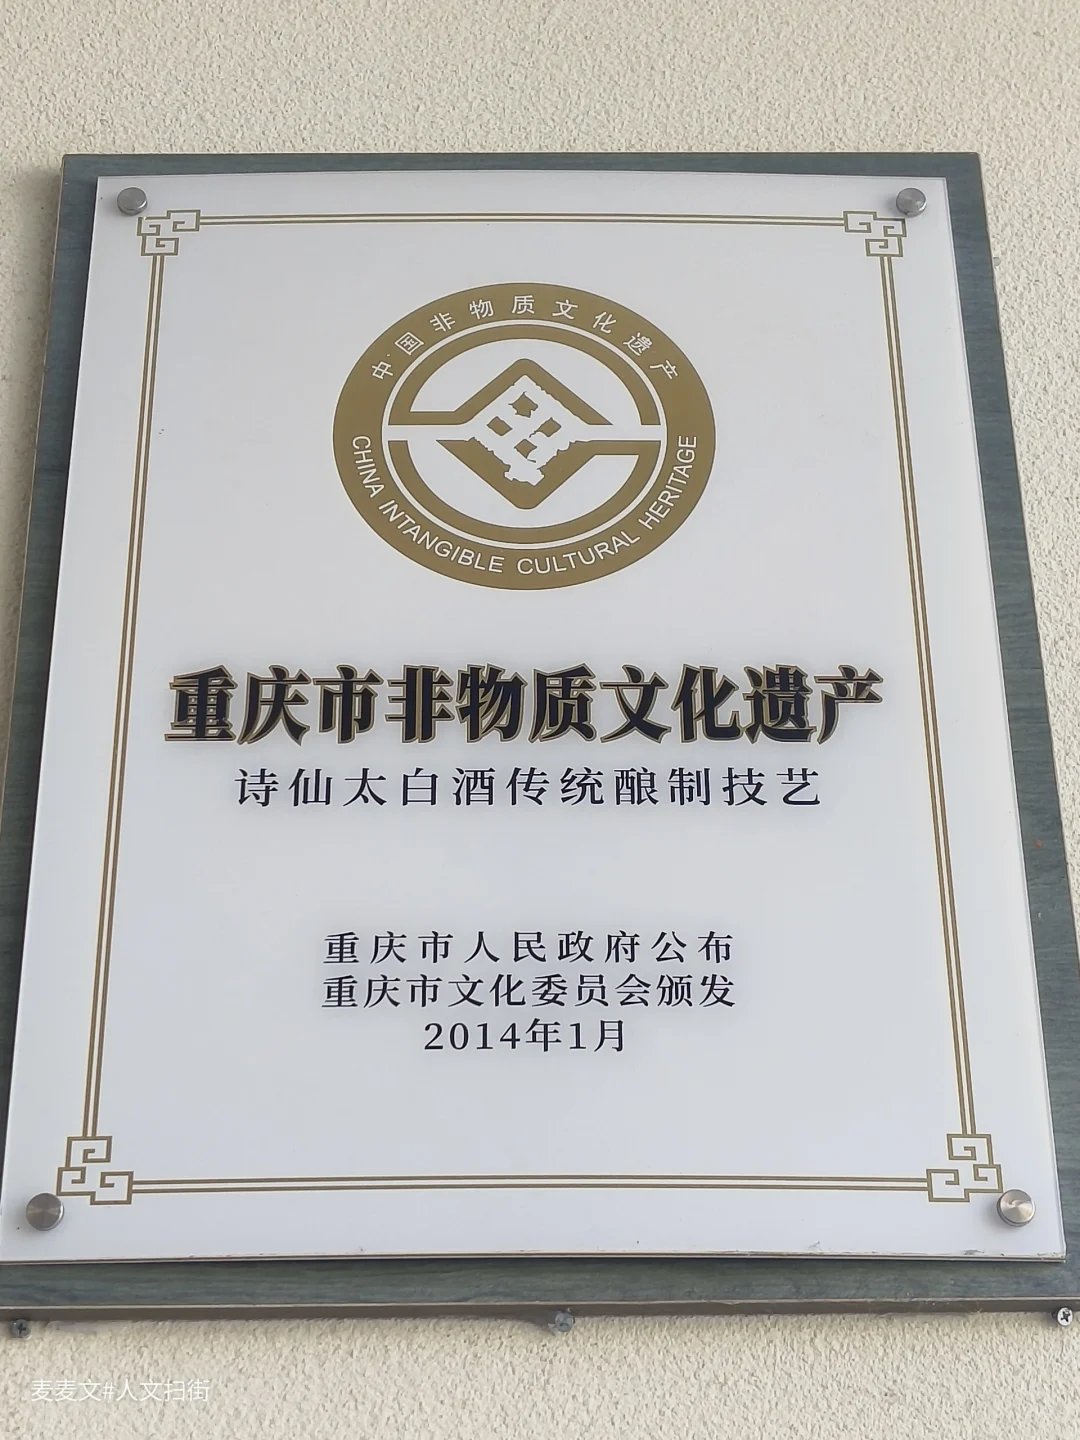 中国非物质文化遗产
CHINA INTANGIBLE CULTURAL HERITAGE
重庆市非物质文化遗产
诗仙太白酒传统酿制技艺
重庆市人民政府公布
重庆市文化委员会颁发
2014年1月
麦麦文#人文扫街